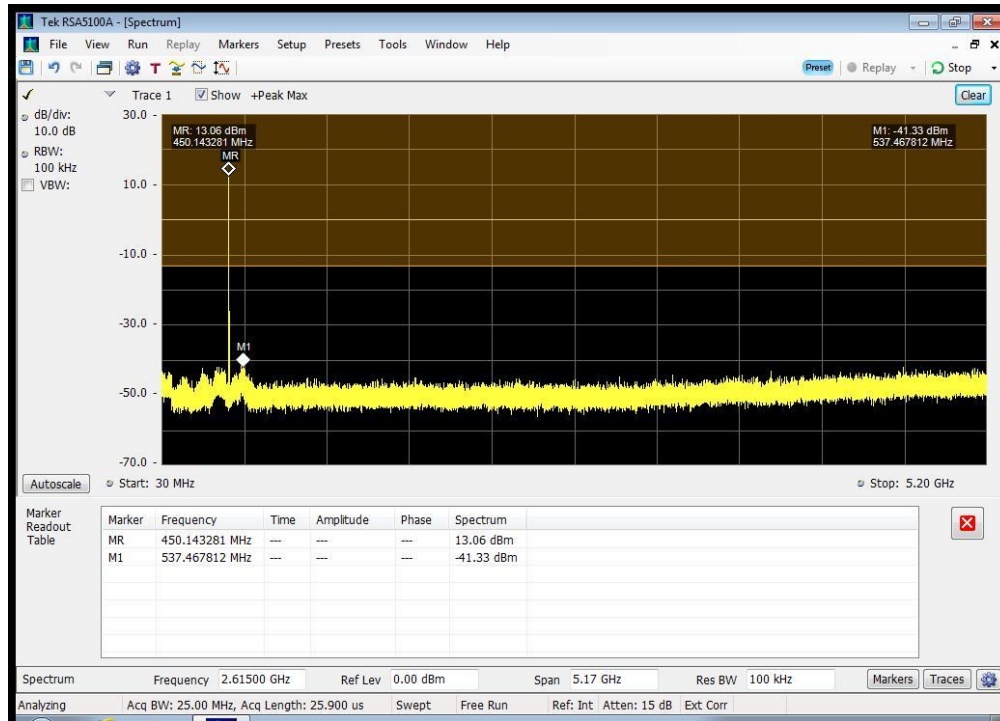 Tek RSA5100A - [Spectrum]
File View Run Replay Markers Setup Presets Tools Window Help
Preset Replay Stop
Trace 1 Show +Peak Max Clear
dB/div:
10.0 dB
RBW:
100 kHz
VBW:
30.0
10.0
-10.0
-30.0
-50.0
-70.0
MR: 13.06 dBm
450.143281 MHz
MR
M1: -41.33 dBm
537.467812 MHz
M1
Autoscale Start: 30 MHz Stop: 5.20 GHz
Marker
Readout
Table
Marker Frequency Time Amplitude Phase Spectrum
MR 450.143281 MHz --- --- --- 13.06 dBm
M1 537.467812 MHz --- --- --- -41.33 dBm
Spectrum Frequency 2.61500 GHz Ref Lev 0.00 dBm Span 5.17 GHz Res BW 100 kHz Markers Traces
Analyzing Acq BW: 25.00 MHz, Acq Length: 25.900 us Swept Free Run Ref: Int Atten: 15 dB Ext Corr